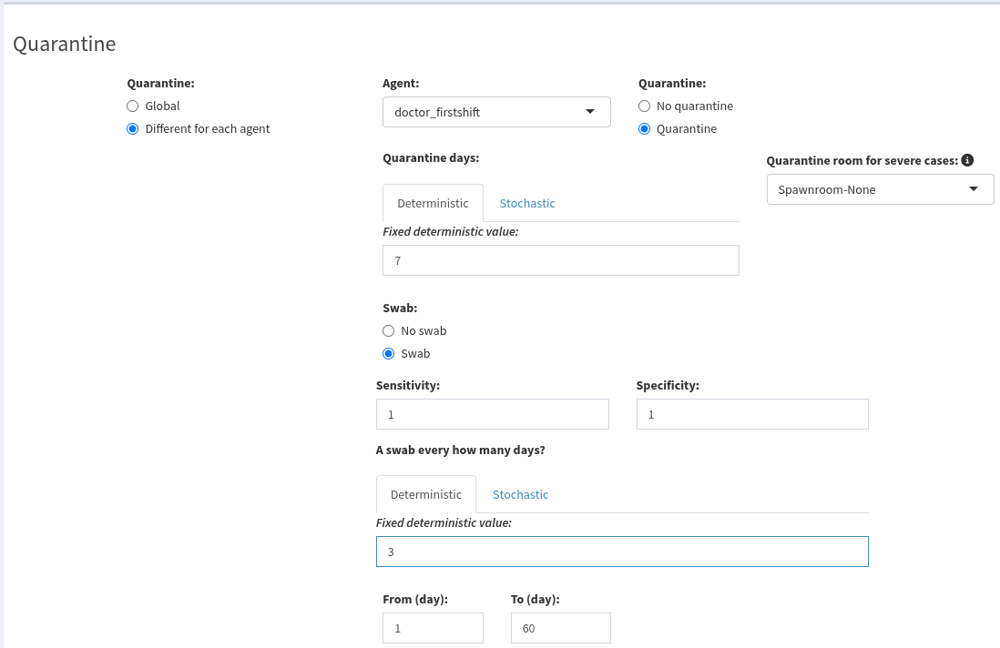 Quarantine
Quarantine:
Global
Different for each agent
Agent:
doctor_firstshift
Quarantine:
No quarantine
Quarantine
Quarantine days:
Deterministic
Stochastic
Fixed deterministic value:
7
Quarantine room for severe cases:
Spawnroom-None
Swab:
No swab
Swab
Sensitivity:
1
Specificity:
1
A swab every how many days?
Deterministic
Stochastic
Fixed deterministic value:
3
From (day):
1
To (day):
60